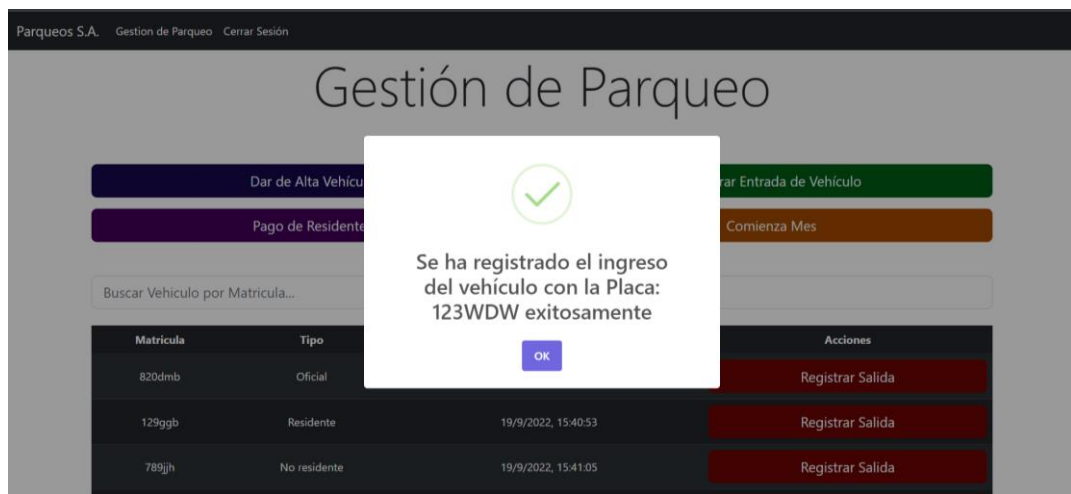 Parqueos S.A. Gestion de Parqueo Cerrar Sesión
Gestión de Parqueo
Dar de Alta Vehícu
rar Entrada de Vehículo
Pago de Residente
Comienza Mes
Se ha registrado el ingreso
del vehículo con la Placa:
123WDW exitosamente
OK
Buscar Vehiculo por Matricula...
Matricula Tipo Acciones
820dmb Oficial Registrar Salida
129ggb Residente 19/9/2022, 15:40:53 Registrar Salida
789jjh No residente 19/9/2022, 15:41:05 Registrar Salida